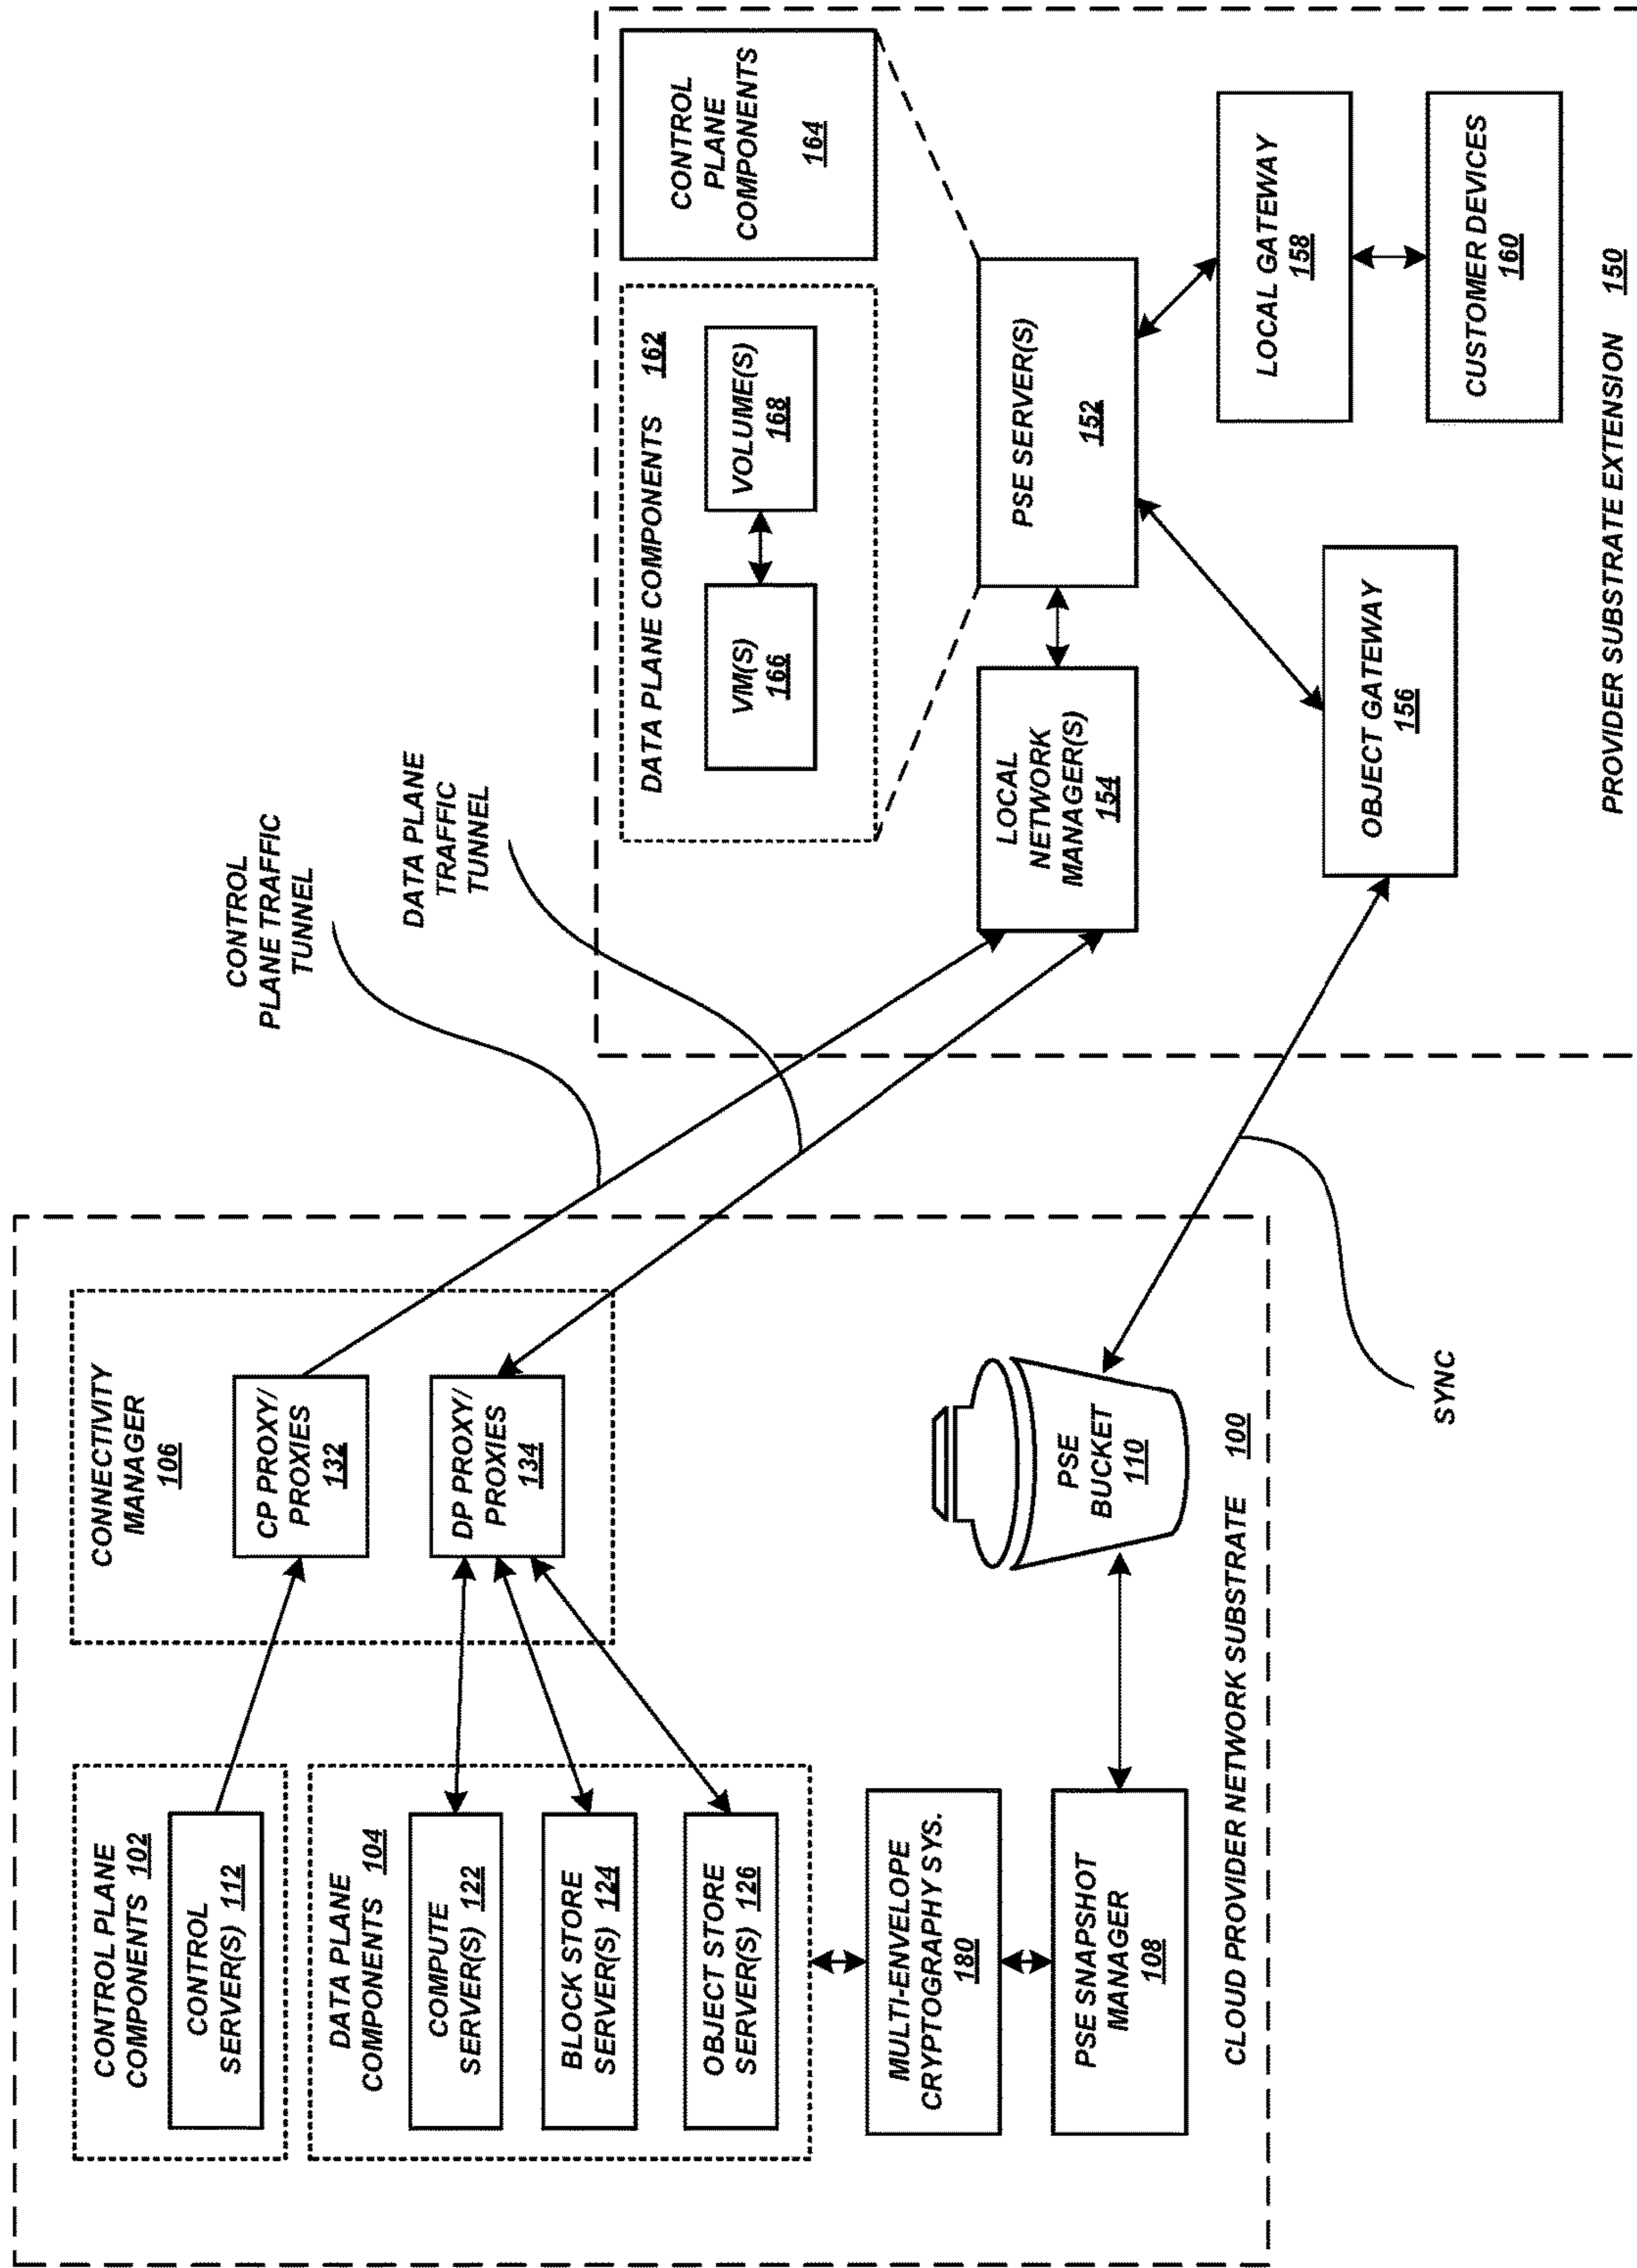 CONTROL PLANE
COMPONENTS 102
CONTROL
SERVER(S) 112
DATA PLANE
COMPONENTS 104
COMPUTE
SERVER(S) 122
BLOCK STORE
SERVER(S) 124
OBJECT STORE
SERVER(S) 126
MULTI-ENVELOPE
CRYPTOGRAPHY SYS.
180
PSE SNAPSHOT
MANAGER
108
CONNECTIVITY
MANAGER
106
CP PROXY/
PROXIES
132
DP PROXY/
PROXIES
134
PSE
BUCKET
110
CLOUD PROVIDER NETWORK SUBSTRATE 100
SYNC
CONTROL
PLANE TRAFFIC
TUNNEL
DATA PLANE
TRAFFIC
TUNNEL
DATA PLANE COMPONENTS 162
VM(S)
166
VOLUME(S)
168
CONTROL
PLANE
COMPONENTS
164
LOCAL
NETWORK
MANAGER(S)
154
PSE SERVER(S)
152
OBJECT GATEWAY
156
LOCAL GATEWAY
158
CUSTOMER DEVICES
160
PROVIDER SUBSTRATE EXTENSION 150